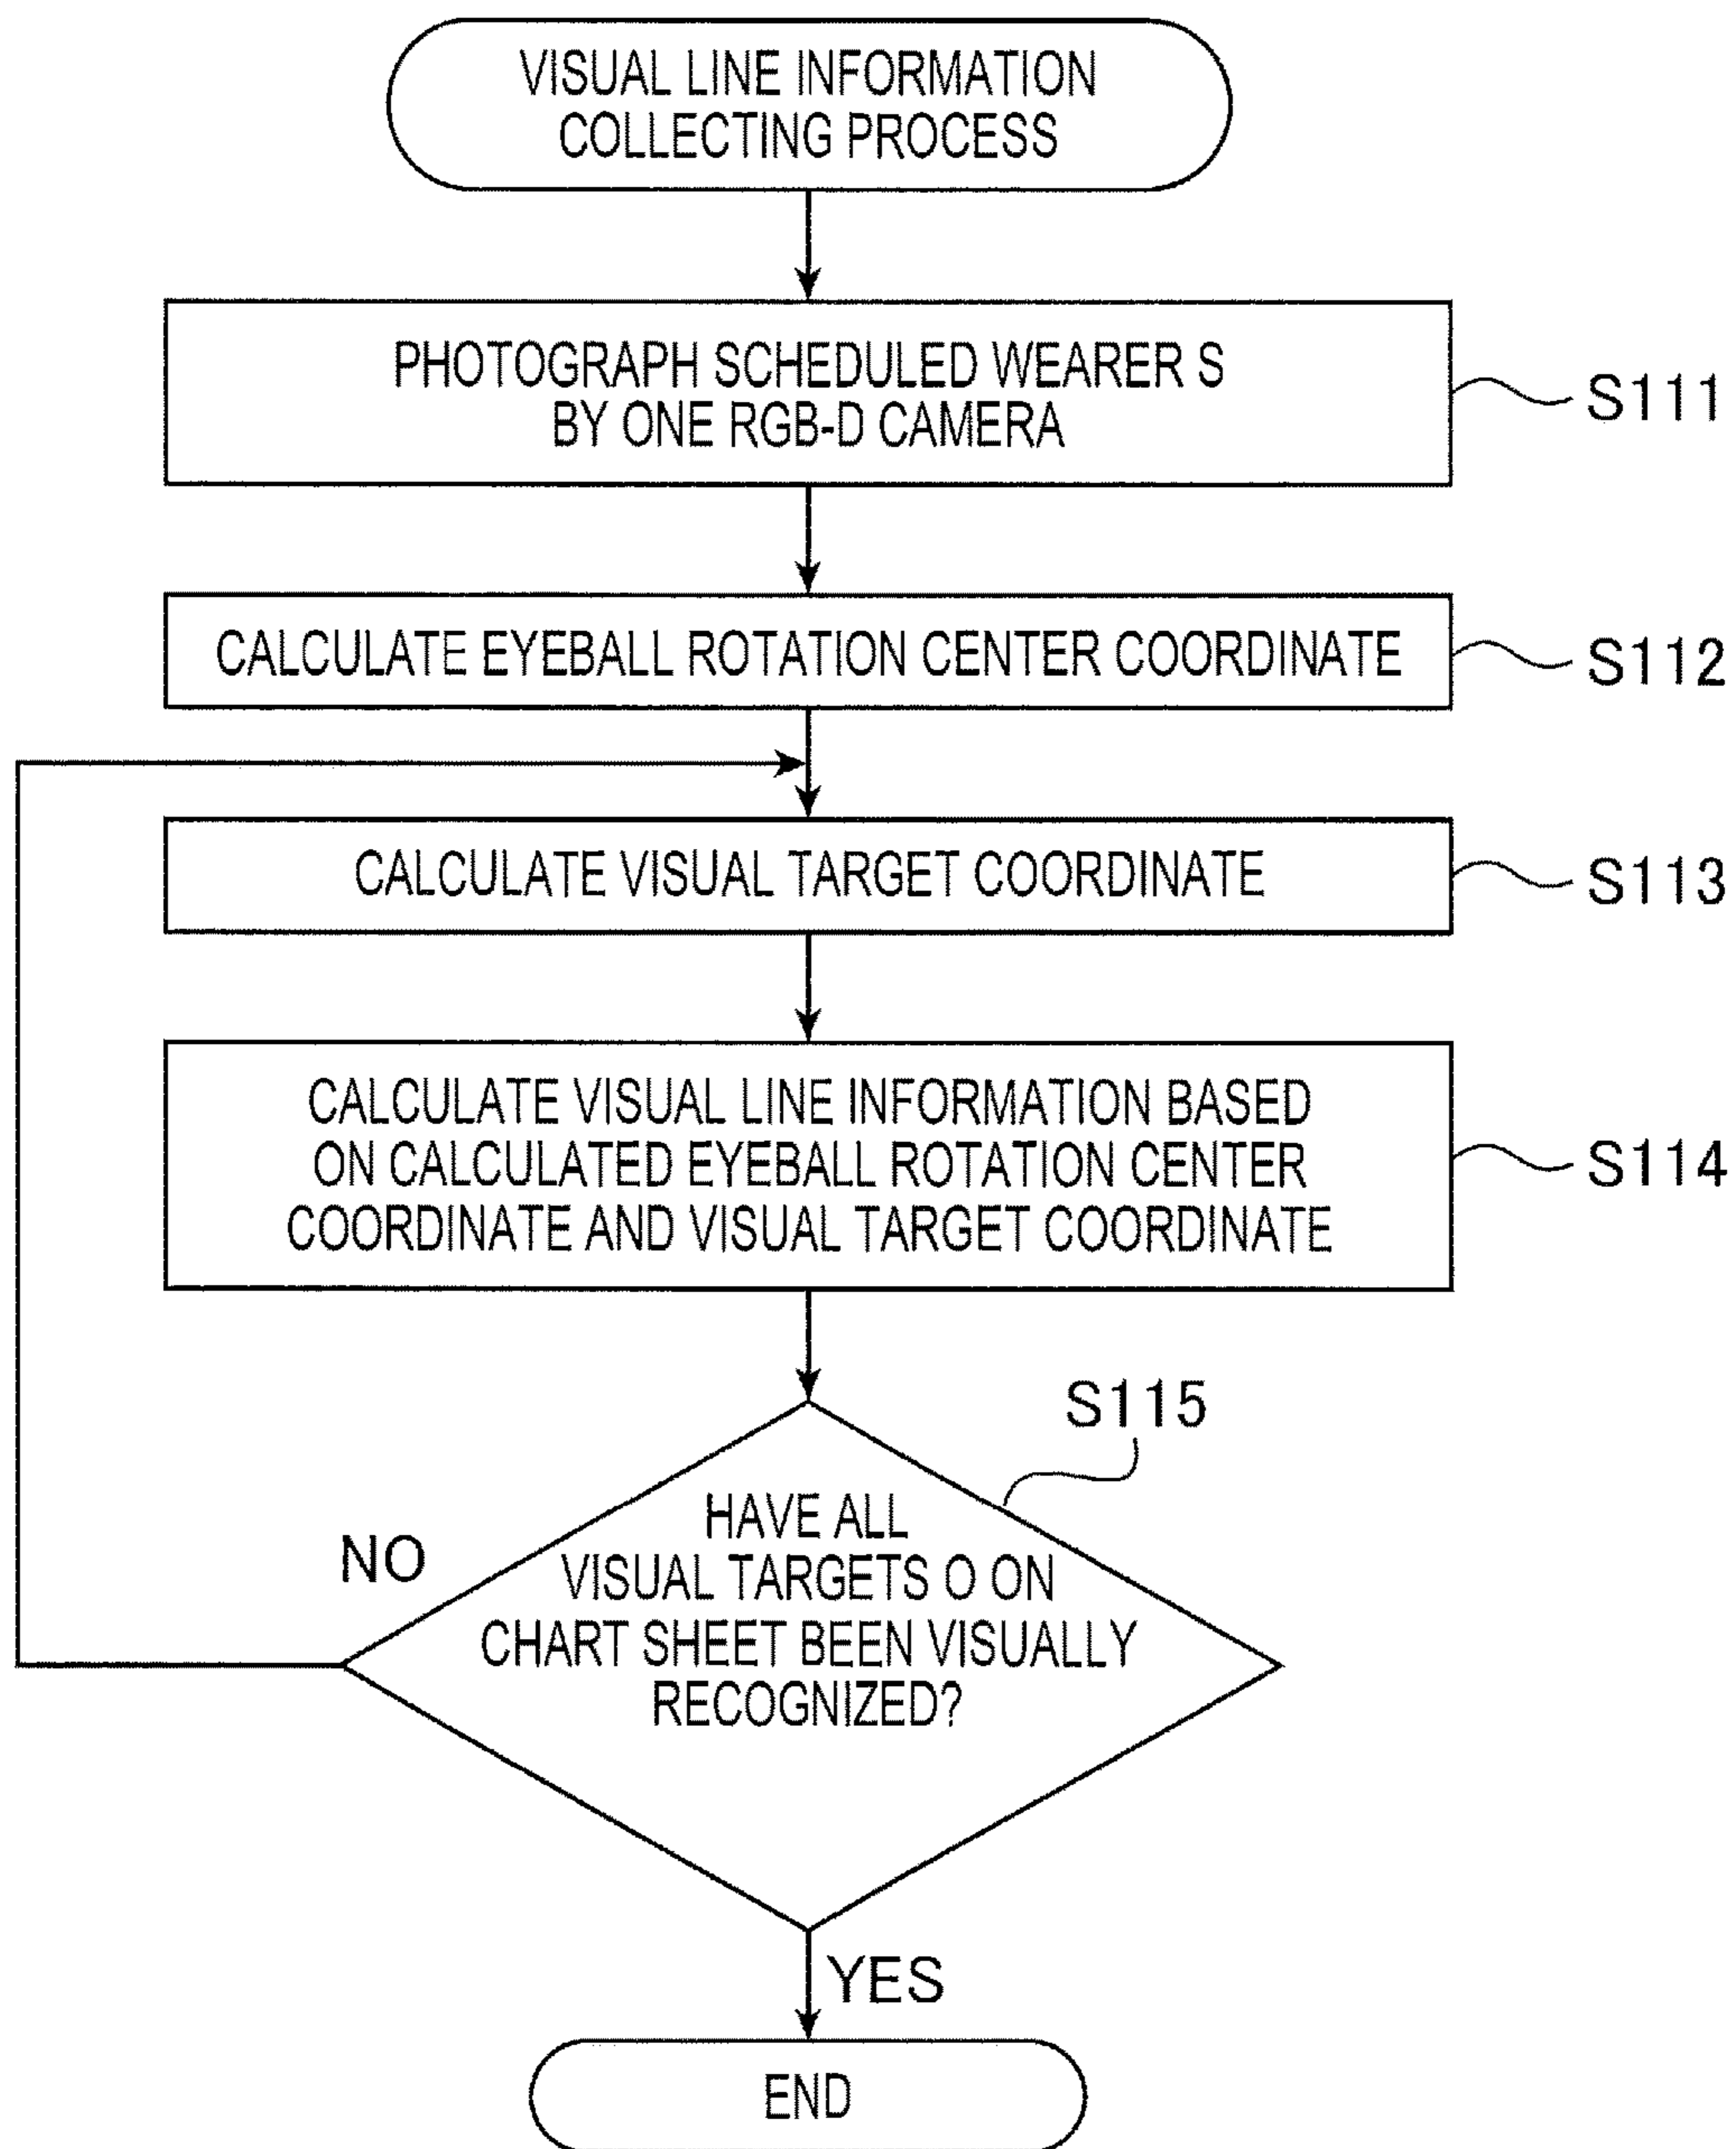 VISUAL LINE INFORMATION
COLLECTING PROCESS
PHOTOGRAPH SCHEDULED WEARER S
BY ONE RGB-D CAMERA
S111
CALCULATE EYEBALL ROTATION CENTER COORDINATE
S112
CALCULATE VISUAL TARGET COORDINATE
S113
CALCULATE VISUAL LINE INFORMATION BASED
ON CALCULATED EYEBALL ROTATION CENTER
COORDINATE AND VISUAL TARGET COORDINATE
S114
S115
HAVE ALL
VISUAL TARGETS O ON
CHART SHEET BEEN VISUALLY
RECOGNIZED?
NO
YES
END